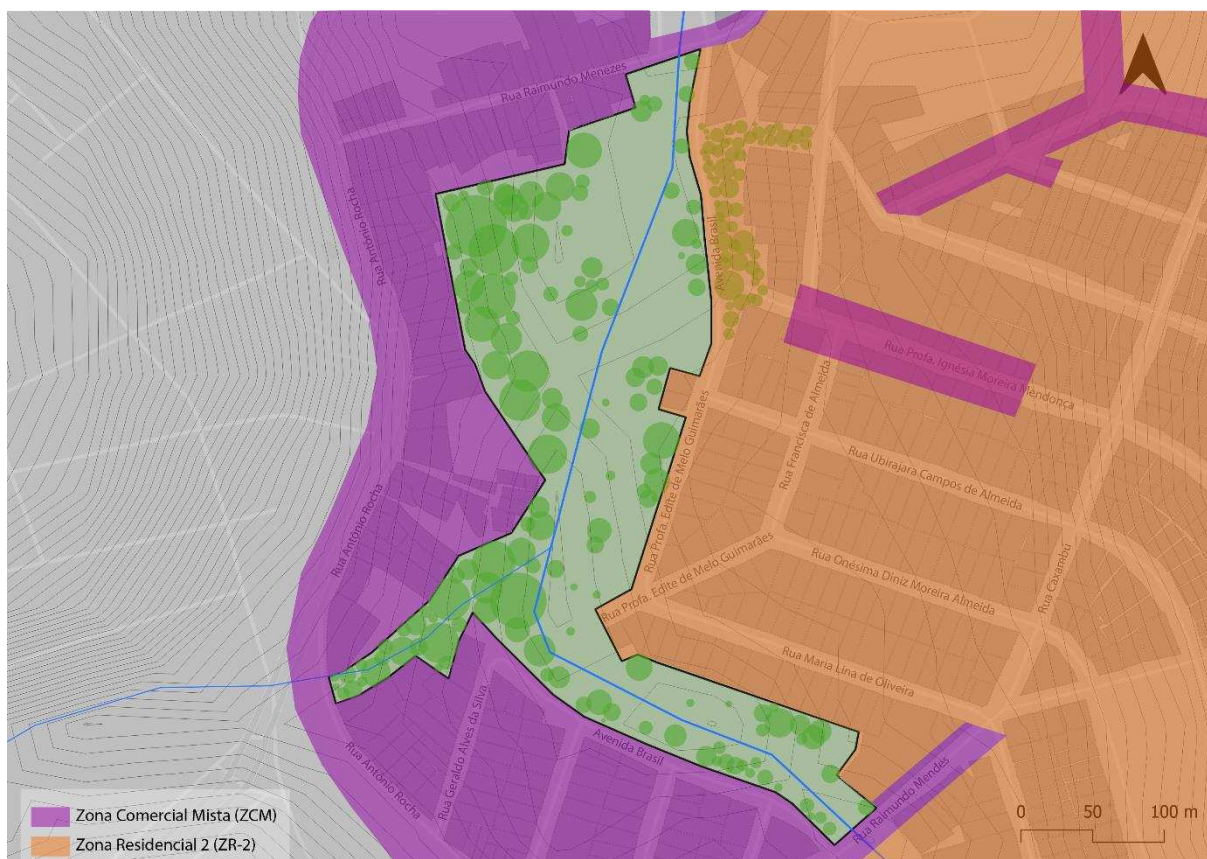 Rua Raimundo Menezes
Rua Antônio Rocha
Avenida Brasil
Rua Profa. Ignésia Moreira Mendonça
Rua Francisca de Almeida
Rua Profa. Edite de Melo Guimarães
Rua Ubirajara Campos de Almeida
Rua Antônio Rocha
Rua Profa. Edite de Melo Guimarães
Rua Onésima Diniz Moreira Almeida
Rua Caxambú
Rua Maria Lina de Oliveira
Rua Geraldo Alves da Silva
Avenida Brasil
Rua Antônio Rocha
Rua Raimundo Mendes
Zona Comercial Mista (ZCM)
Zona Residencial 2 (ZR-2)
0 50 100 m